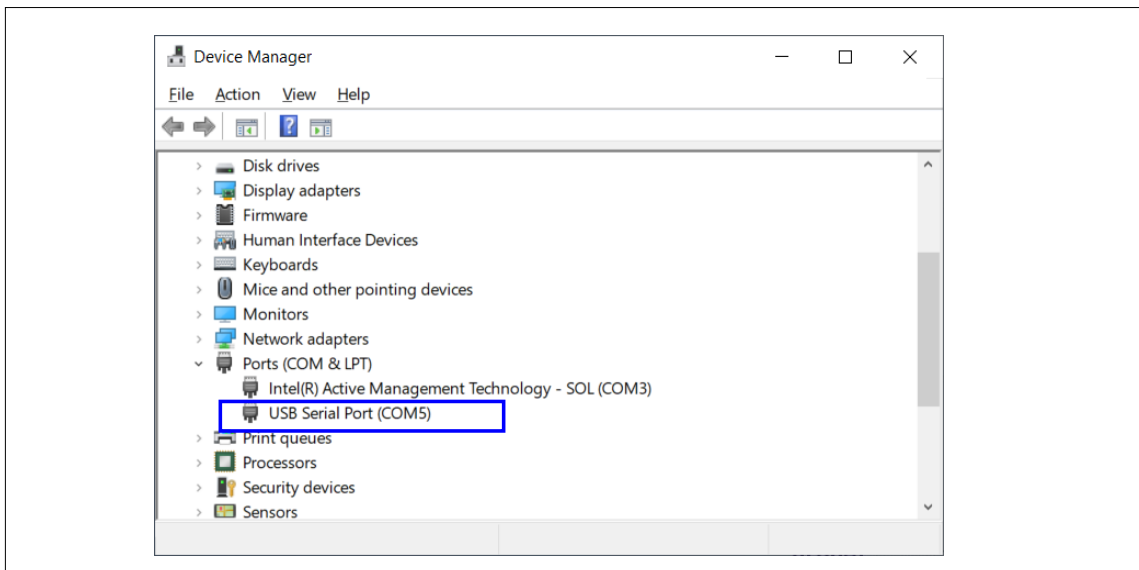 Device Manager
File Action View Help
Disk drives
Display adapters
Firmware
Human Interface Devices
Keyboards
Mice and other pointing devices
Monitors
Network adapters
Ports (COM & LPT)
Intel(R) Active Management Technology - SOL (COM3)
USB Serial Port (COM5)
Print queues
Processors
Security devices
Sensors